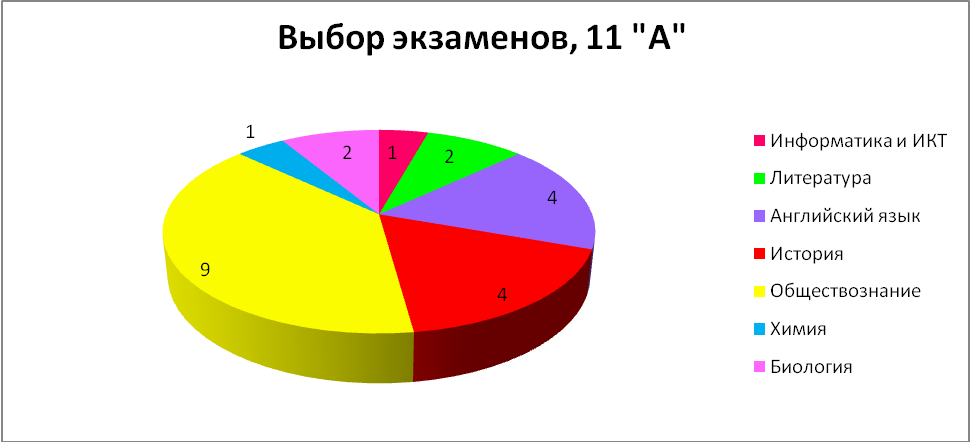 Выбор экзаменов, 11 "А"
1
2
1
2
4
4
9
Информатика и ИКТ
Литература
Английский язык
История
Обществознание
Химия
Биология